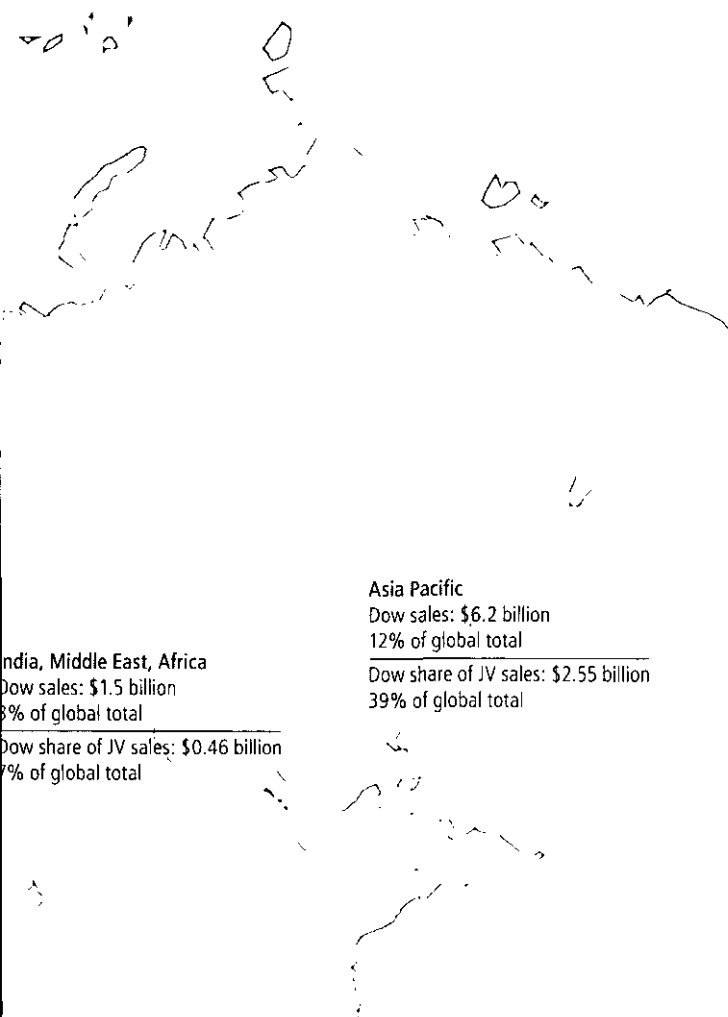 Asia Pacific
Dow sales: $6.2 billion
12% of global total
Dow share of JV sales: $2.55 billion
39% of global total
ndia, Middle East, Africa
Dow sales: $1.5 billion
3% of global total
Dow share of JV sales: $0.46 billion
7% of global total